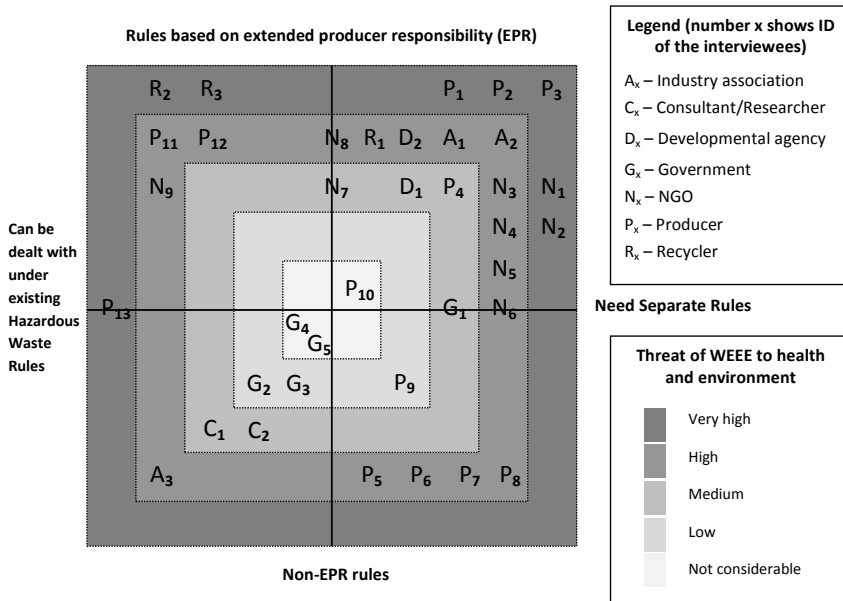 Rules based on extended producer responsibility (EPR)
R2 R3 P1 P2 P3
P11 P12 N8 R1 D2 A1 A2
N9 N7 D1 P4 N3 N1
N4 N2
N5
P10
P13 G1 N6
G4
G5
G2 G3 P9
C1 C2
A3 P5 P6 P7 P8
Can be
dealt with
under
existing
Hazardous
Waste
Rules
Need Separate Rules
Non-EPR rules
Legend (number x shows ID
of the interviewees)
Ax – Industry association
Cx – Consultant/Researcher
Dx – Developmental agency
Gx – Government
Nx – NGO
Px – Producer
Rx – Recycler
Threat of WEEE to health
and environment
Very high
High
Medium
Low
Not considerable